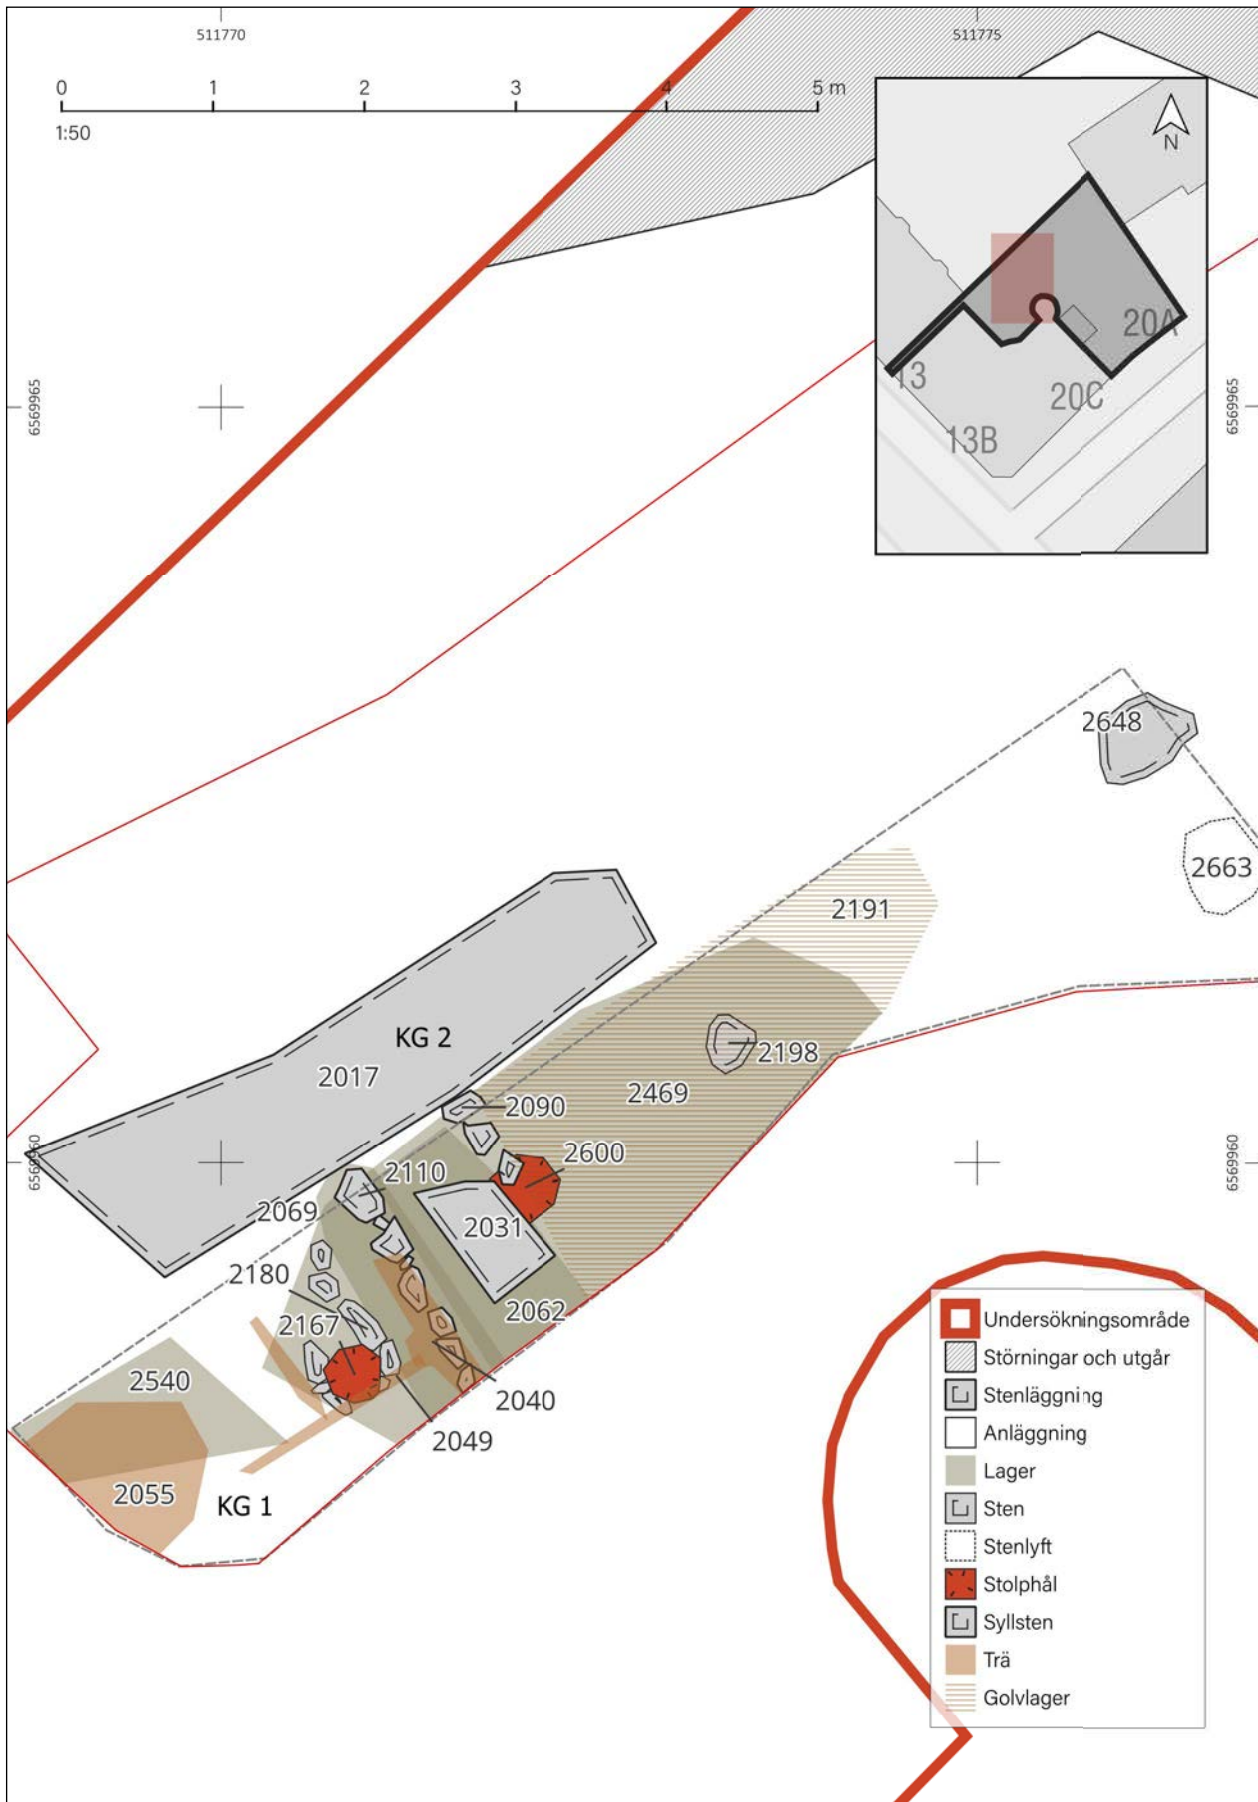 511770
511775
0 1 2 3 4 5 m
1:50
N
20A
13
20C
13B
6569965
6569965
2648
2663
2191
KG 2
2017
2198
2469
2090
2600
2110
2069
2031
2180
2062
2167
2540
2040
2049
2055
KG 1
6569960
6569960
Undersökningsområde
Störningar och utgår
Stenläggning
Anläggning
Lager
Sten
Stenlyft
Stolphål
Syllsten
Trä
Golvlager